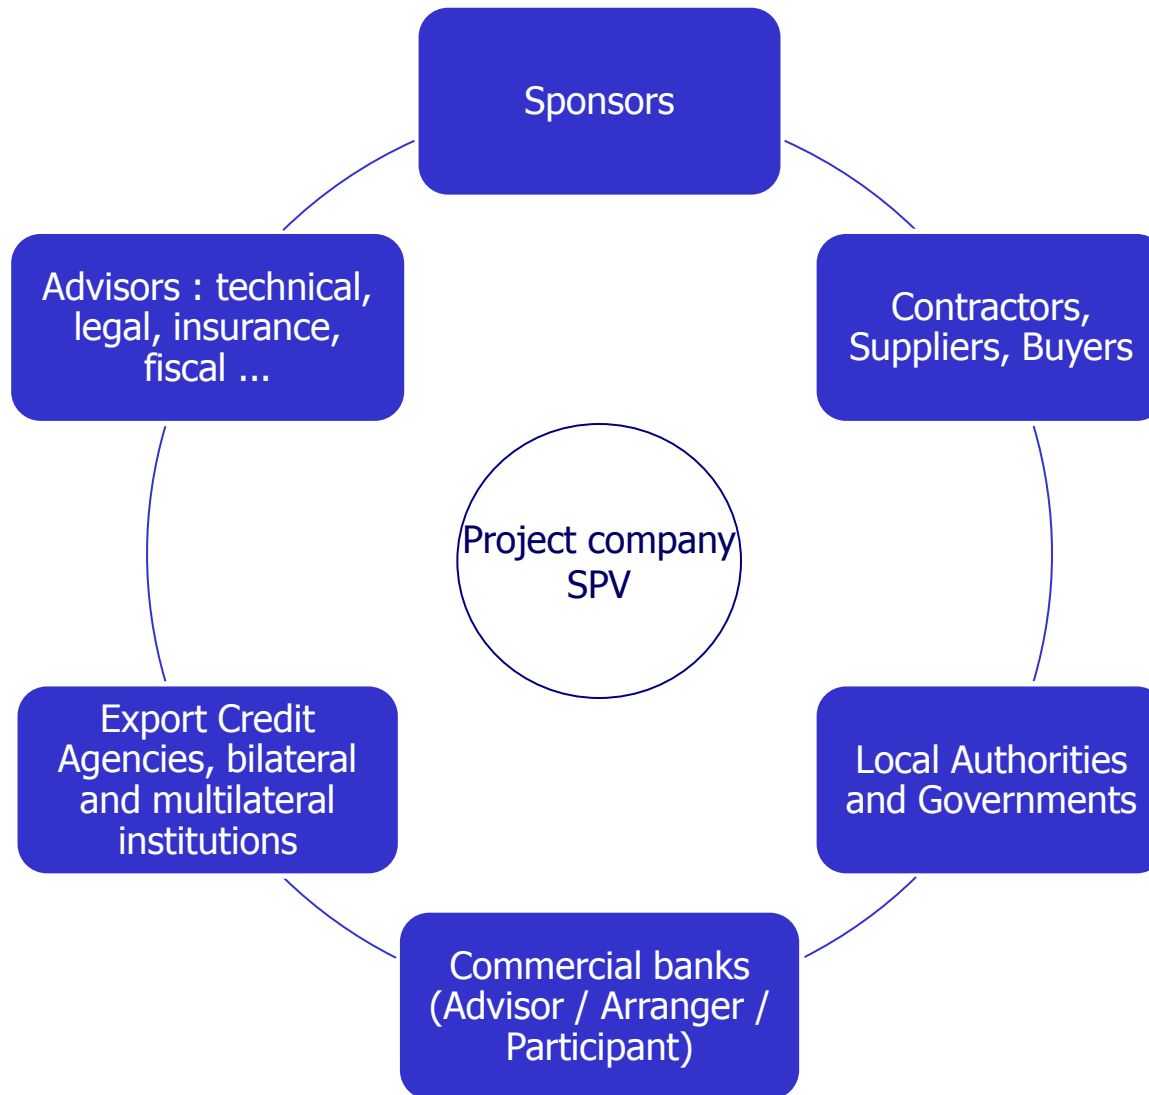 Sponsors
Advisors : technical,
legal, insurance,
fiscal ...
Contractors,
Suppliers, Buyers
Project company
SPV
Export Credit
Agencies, bilateral
and multilateral
institutions
Local Authorities
and Governments
Commercial banks
(Advisor / Arranger /
Participant)